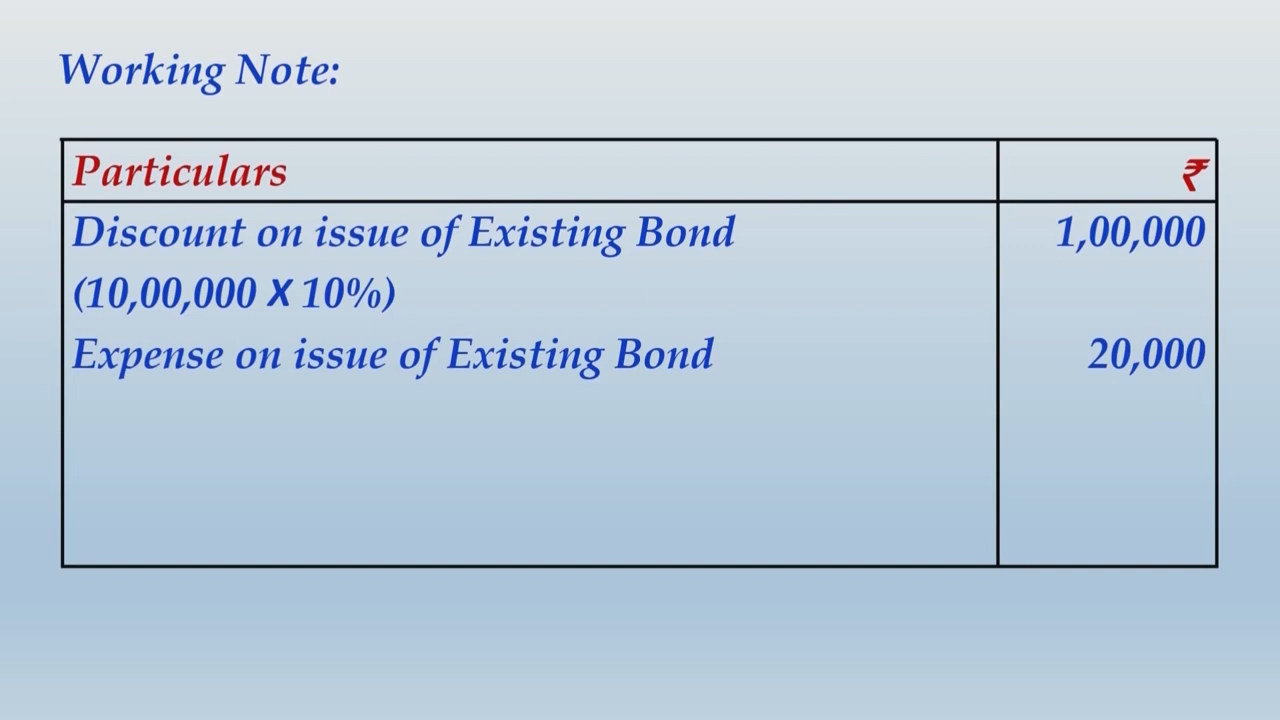 Working Note:
Particulars ₹
Discount on issue of Existing Bond 1,00,000
(10,00,000 X 10%)
Expense on issue of Existing Bond 20,000